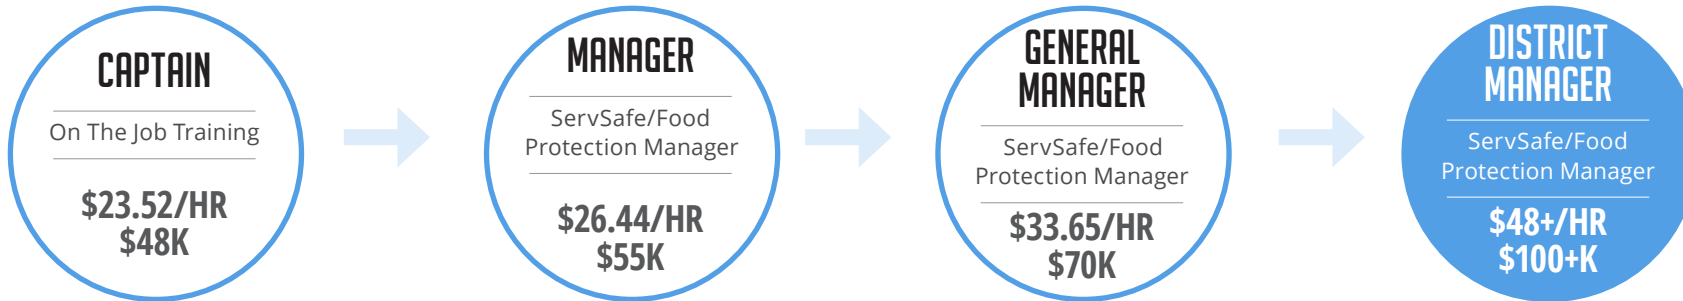 CAPTAIN
On The Job Training
$23.52/HR
$48K
MANAGER
ServSafe/Food
Protection Manager
$26.44/HR
$55K
GENERAL
MANAGER
ServSafe/Food
Protection Manager
$33.65/HR
$70K
DISTRICT
MANAGER
ServSafe/Food
Protection Manager
$48+/HR
$100+K